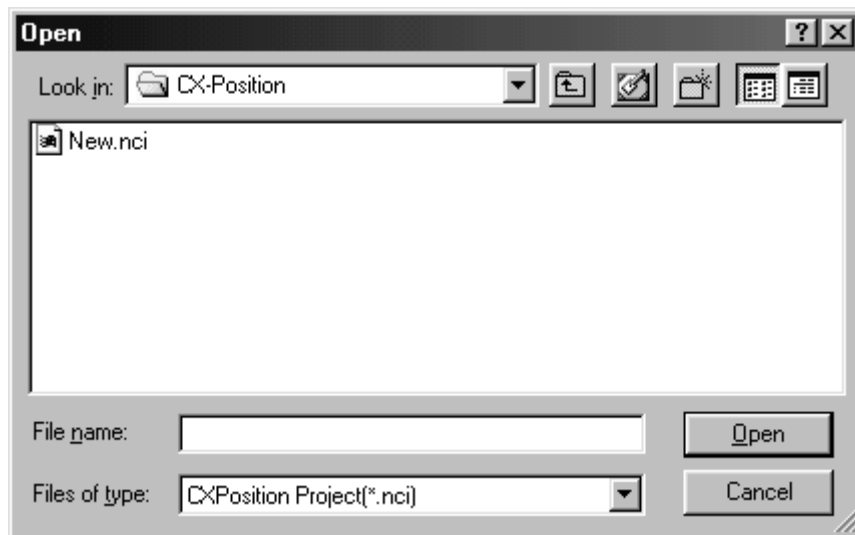 Open
Look in: CX-Position
New.nci
File name: Open
Files of type: CXPosition Project(*.nci) Cancel